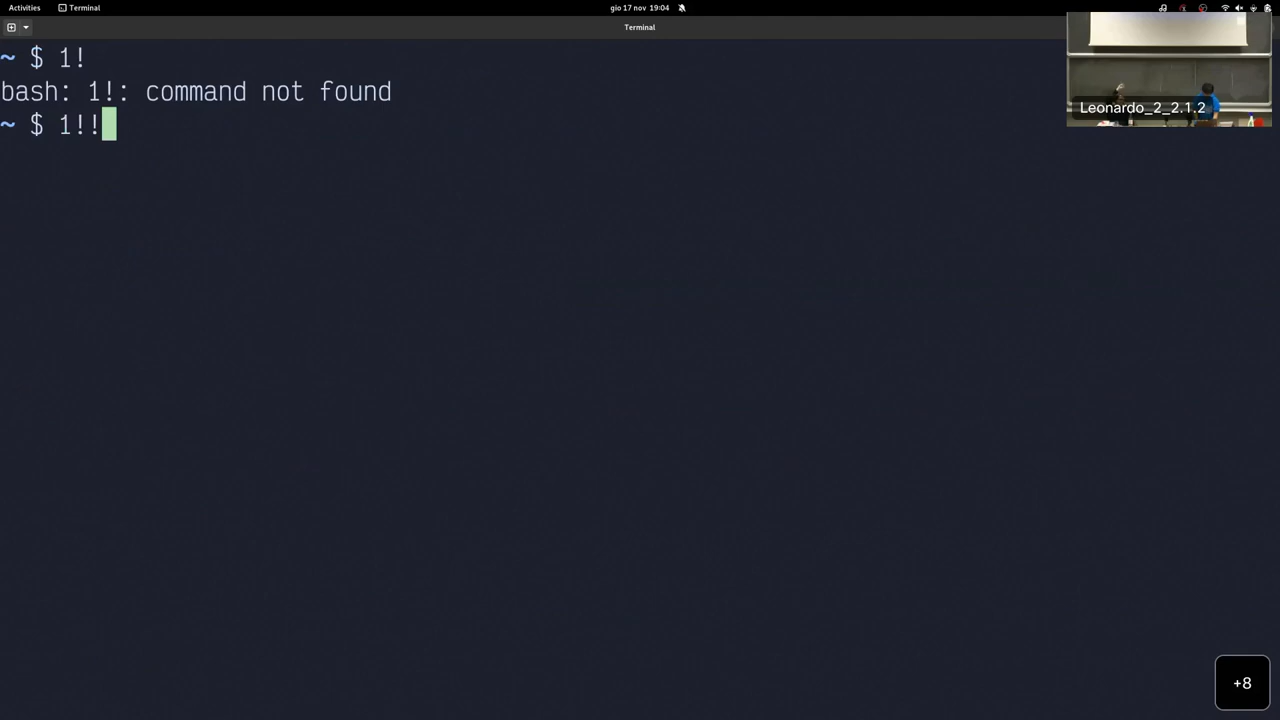 Activities
Terminal
gio 17 nov 19:04
Terminal
~ $ 1!
bash: 1!: command not found
~ $ 1!!
Leonardo_2_2.1.2
+8